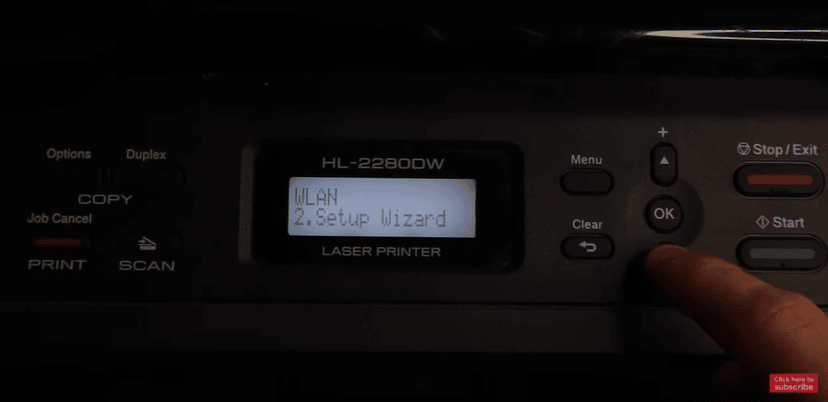 Options
Duplex
COPY
Job Cancel
PRINT
SCAN
HL-2280DW
WLAN
2.Setup Wizard
LASER PRINTER
Menu
Clear
+
OK
Stop/Exit
Start
Click here to
subscribe